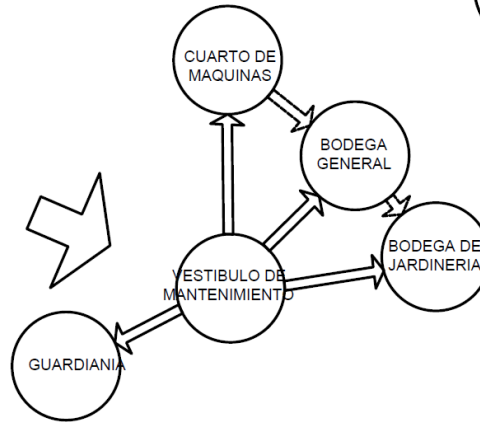 CUARTO DE
MAQUINAS
BODEGA
GENERAL
BODEGA DE
JARDINERIA
VESTIBULO DE
MANTENIMIENTO
GUARDIANIA